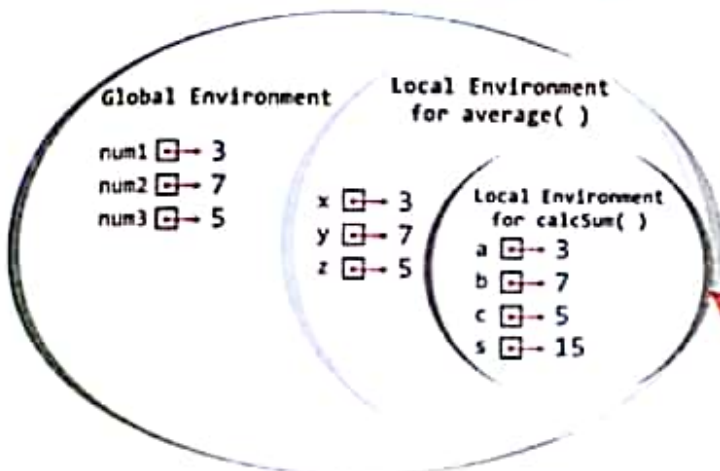 Global Environment
num1 3
num2 7
num3 5
Local Environment
for average( )
x 3
y 7
z 5
Local Environment
for calcSum( )
a 3
b 7
c 5
s 15